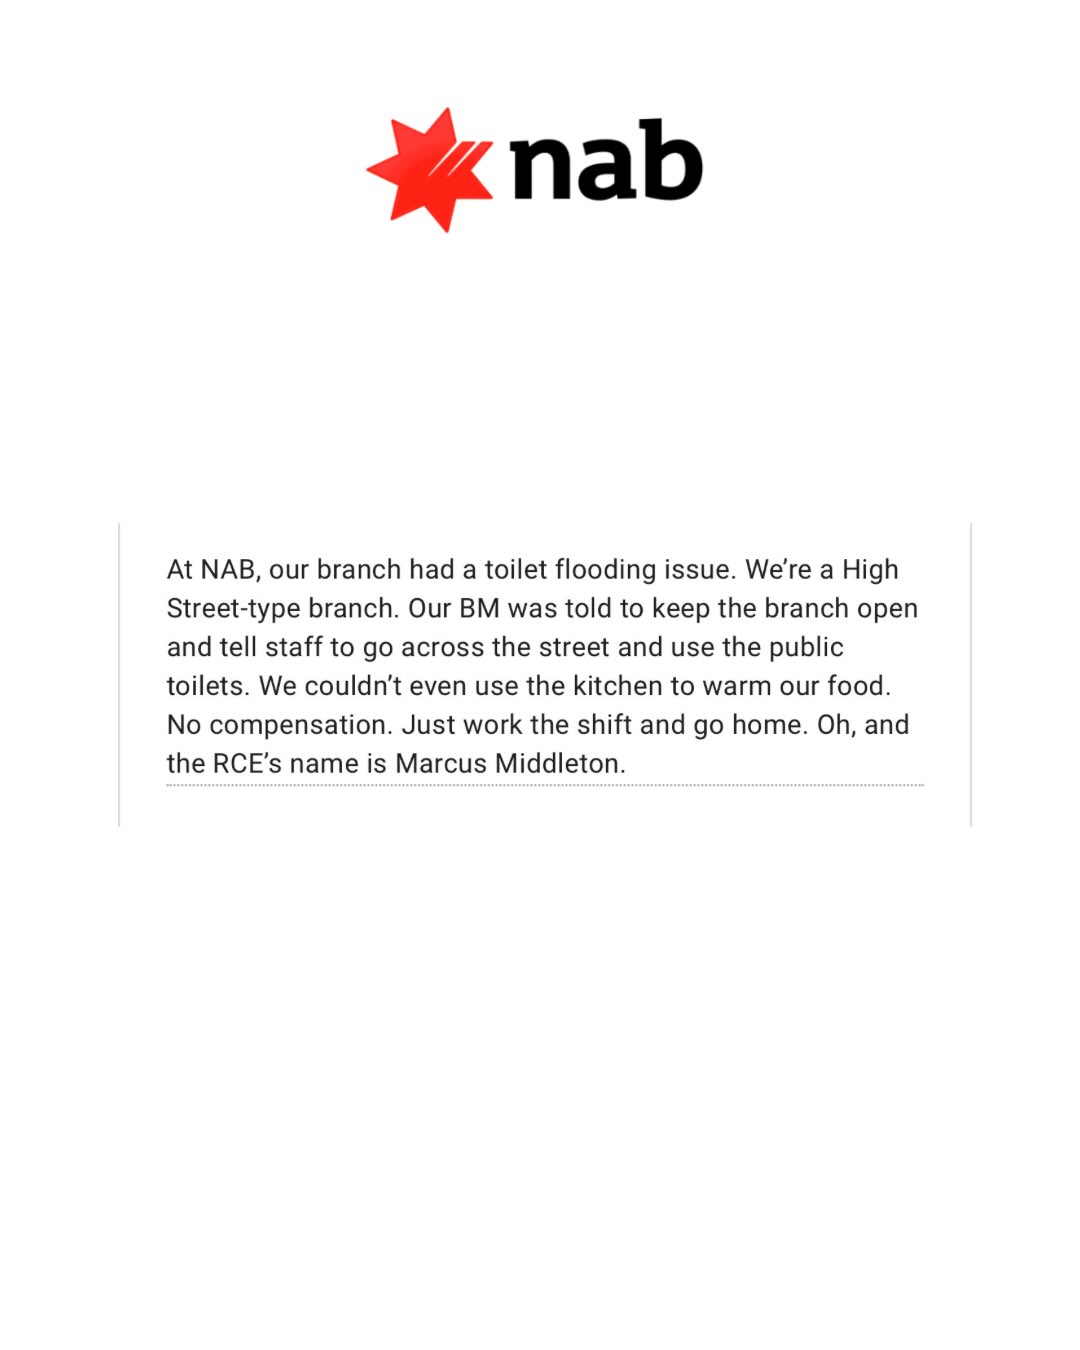 nab
At NAB, our branch had a toilet flooding issue. We’re a High
Street-type branch. Our BM was told to keep the branch open
and tell staff to go across the street and use the public
toilets. We couldn’t even use the kitchen to warm our food.
No compensation. Just work the shift and go home. Oh, and
the RCE’s name is Marcus Middleton.